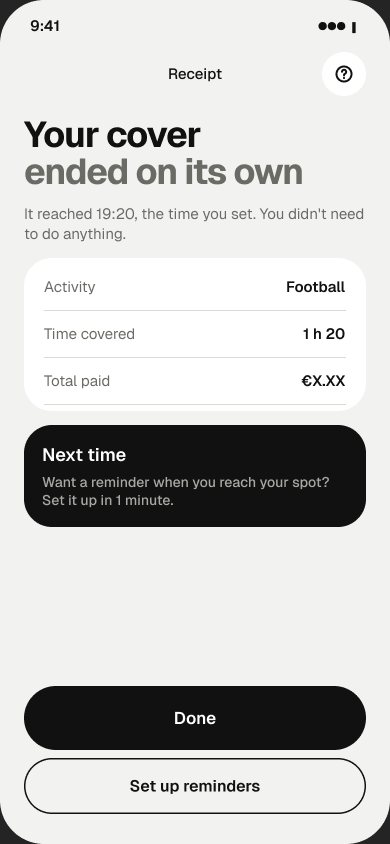 9:41
Receipt
Your cover
ended on its own
It reached 19:20, the time you set. You didn't need
to do anything.
Activity Football
Time covered 1 h 20
Total paid €X.XX
Next time
Want a reminder when you reach your spot?
Set it up in 1 minute.
Done
Set up reminders